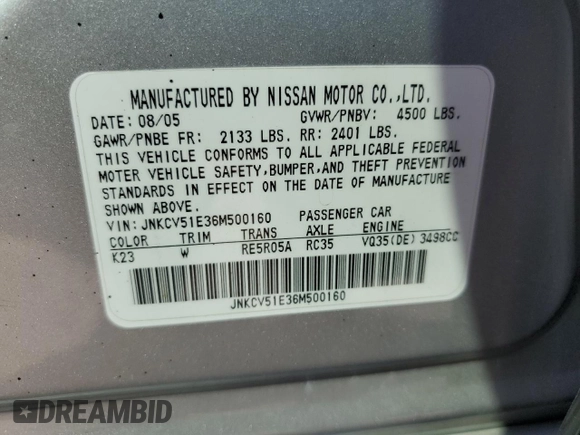 MANUFACTURED BY NISSAN MOTOR CO.,LTD.
DATE: 08/05 GVWR/PNBV: 4500 LBS.
GAWR/PNBE FR: 2133 LBS. RR: 2401 LBS.
THIS VEHICLE CONFORMS TO ALL APPLICABLE FEDERAL
MOTOR VEHICLE SAFETY,BUMPER,AND THEFT PREVENTION
STANDARDS IN EFFECT ON THE DATE OF MANUFACTURE
SHOWN ABOVE.
VIN: JNKCV51E36M500160 PASSENGER CAR
COLOR TRIM TRANS AXLE ENGINE
K23 W RE5R05A RC35 VQ35(DE) 3498CC
JNKCV51E36M500160
DREAMBID